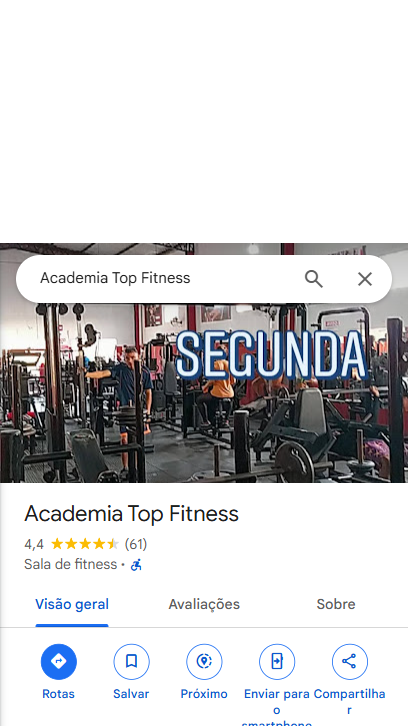 Academia Top Fitness
SEGUNDA
Academia Top Fitness
4,4 (61)
Sala de fitness ·
Visão geral Avaliações Sobre
Rotas Salvar Próximo Enviar para o smartphone Compartilhar